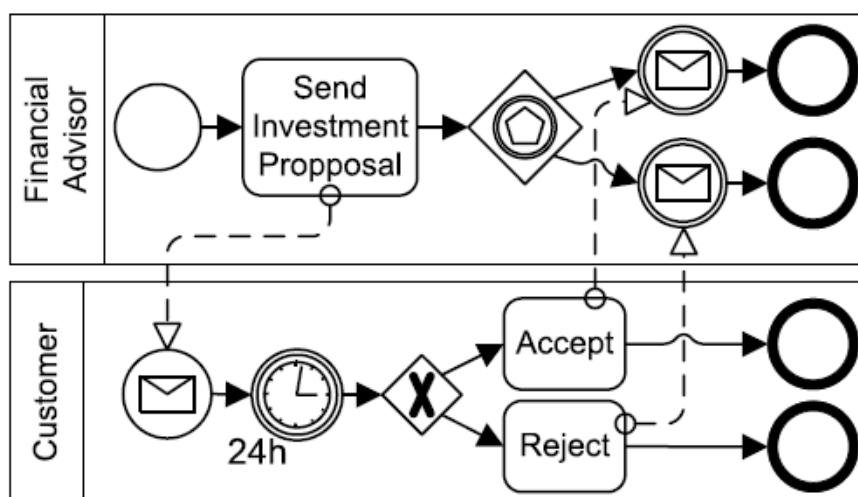 Financial
Advisor
Send
Investment
Propposal
Customer
24h
X
Accept
Reject